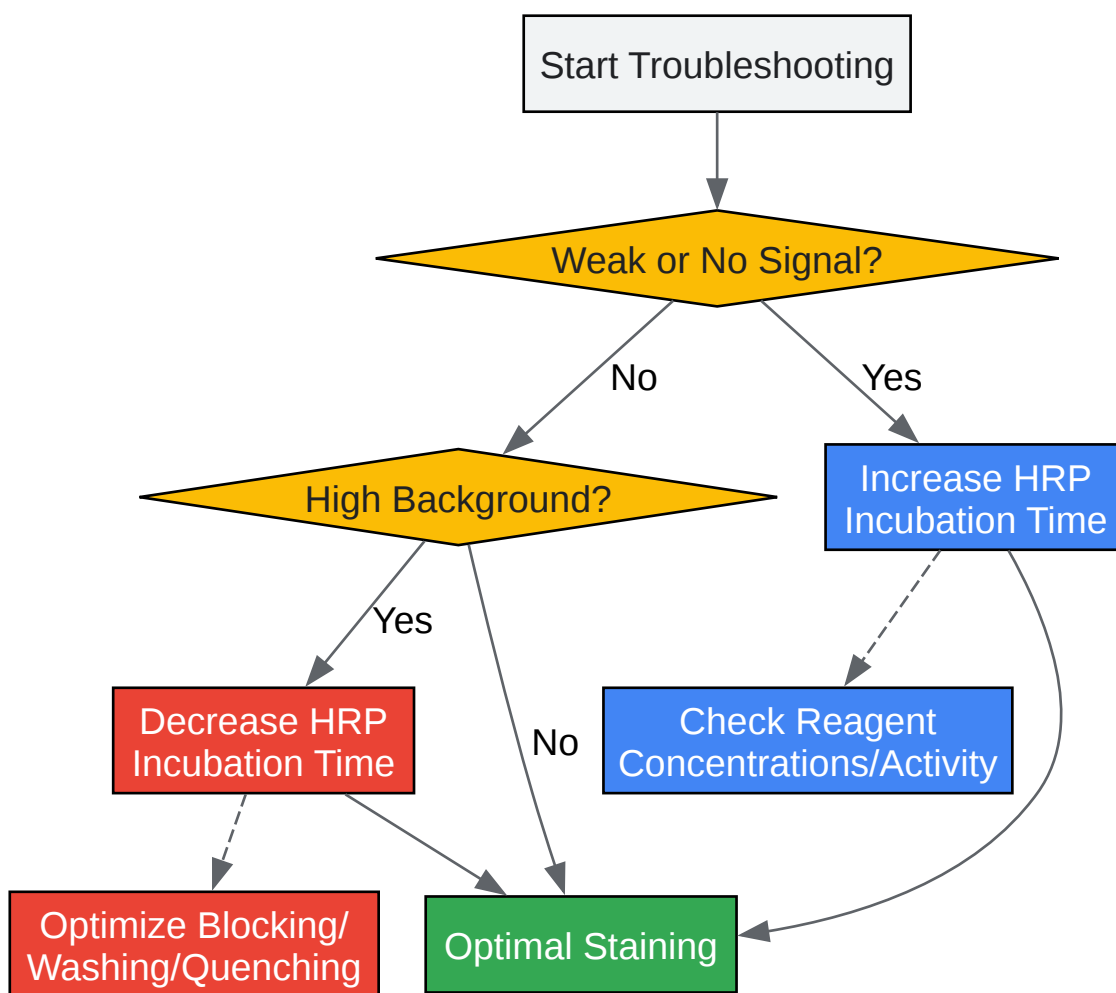 Start Troubleshooting
Weak or No Signal?
No
Yes
High Background?
Increase HRP
Incubation Time
Yes
No
Decrease HRP
Incubation Time
Check Reagent
Concentrations/Activity
Optimize Blocking/
Washing/Quenching
Optimal Staining